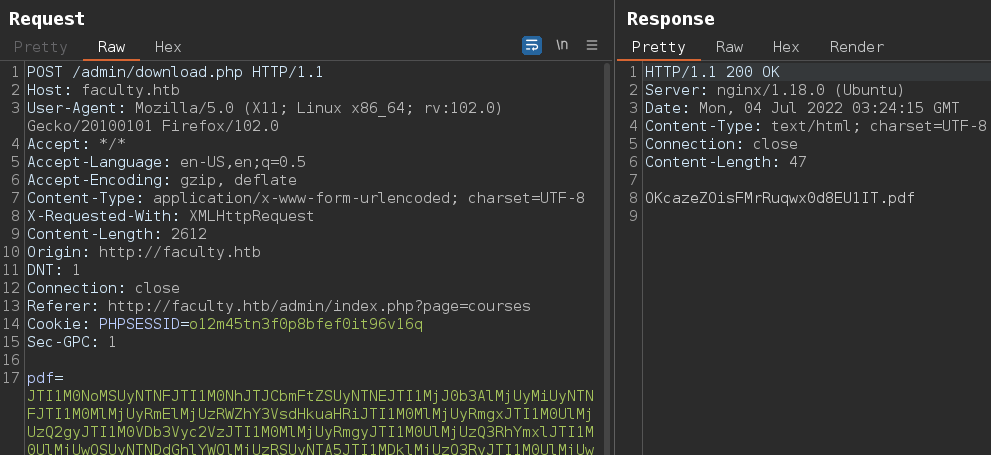 Request
Pretty Raw Hex \n
1 POST /admin/download.php HTTP/1.1
2 Host: faculty.htb
3 User-Agent: Mozilla/5.0 (X11; Linux x86_64; rv:102.0)
Gecko/20100101 Firefox/102.0
4 Accept: */*
5 Accept-Language: en-US,en;q=0.5
6 Accept-Encoding: gzip, deflate
7 Content-Type: application/x-www-form-urlencoded; charset=UTF-8
8 X-Requested-With: XMLHttpRequest
9 Content-Length: 2612
10 Origin: http://faculty.htb
11 DNT: 1
12 Connection: close
13 Referer: http://faculty.htb/admin/index.php?page=courses
14 Cookie: PHPSESSID=o12m45tn3f0p8bfef0it96v16q
15 Sec-GPC: 1
16
17 pdf=
JTI1M0NoMSUyNTNFJTI1M0NhJTJCbmFtZSUyNTNEJTI1MjJ0b3AlMjUyMiUyNTN
FJTI1M0MlMjUyRmElMjUzRWZhY3VsdHkuaHRiJTI1M0MlMjUyRmgxJTI1M0UlMj
UzQ2gyJTI1M0VDb3Vyc2VzJTI1M0MlMjUyRmgyJTI1M0UlMjUzQ3RhYmxlJTI1M
0UlMjUwOSUyNTNDdGhlYWQlMjUzRSUyNTA5JTI1MDklMjUzQ3RyJTI1M0UlMjUw
Response
Pretty Raw Hex Render
1 HTTP/1.1 200 OK
2 Server: nginx/1.18.0 (Ubuntu)
3 Date: Mon, 04 Jul 2022 03:24:15 GMT
4 Content-Type: text/html; charset=UTF-8
5 Connection: close
6 Content-Length: 47
7
8 OKcazeZOisFMrRuqwx0d8EU1IT.pdf
9